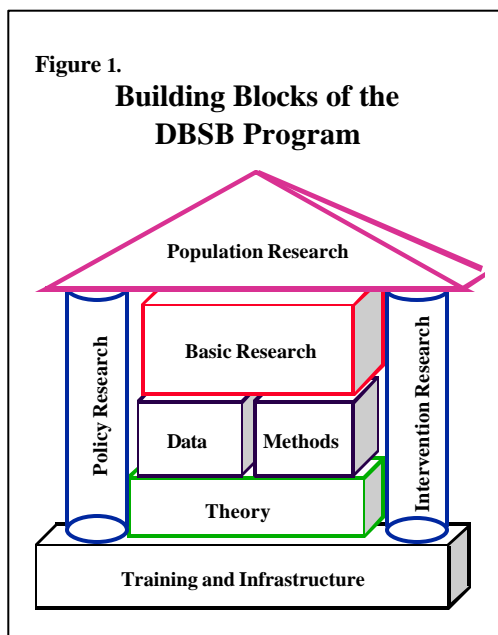 Figure 1.
Building Blocks of the
DBSB Program
Population Research
Policy Research
Basic Research
Intervention Research
Data
Methods
Theory
Training and Infrastructure